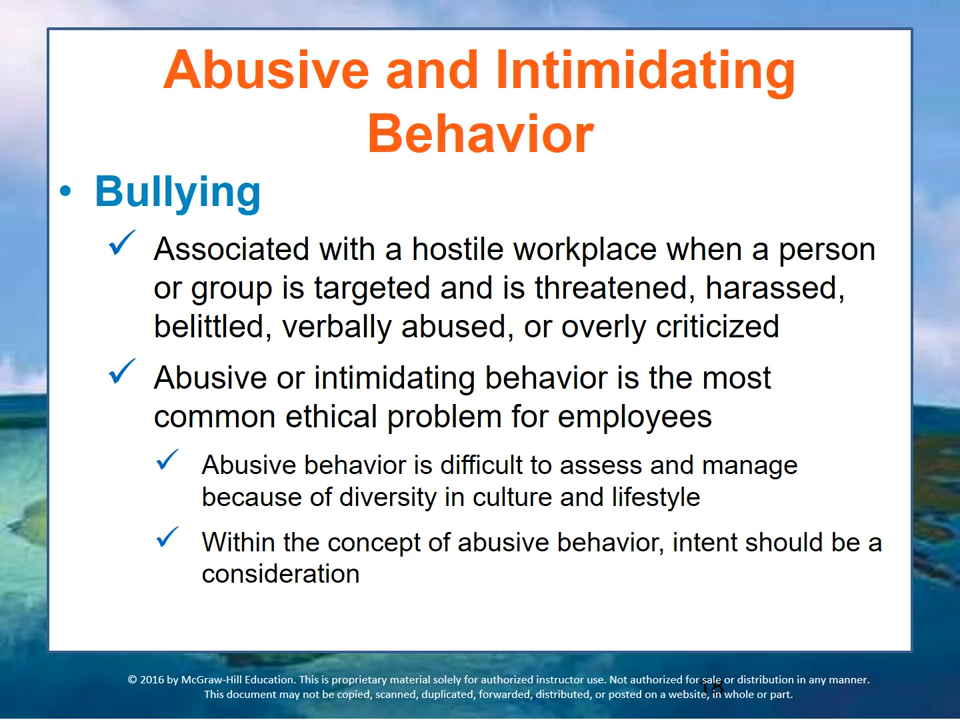 Abusive and Intimidating
Behavior
• Bullying
✓ Associated with a hostile workplace when a person
or group is targeted and is threatened, harassed,
belittled, verbally abused, or overly criticized
✓ Abusive or intimidating behavior is the most
common ethical problem for employees
✓ Abusive behavior is difficult to assess and manage
because of diversity in culture and lifestyle
✓ Within the concept of abusive behavior, intent should be a
consideration
© 2016 by McGraw-Hill Education. This is proprietary material solely for authorized instructor use. Not authorized for sale or distribution in any manner.
This document may not be copied, scanned, duplicated, forwarded, distributed, or posted on a website, in whole or part.